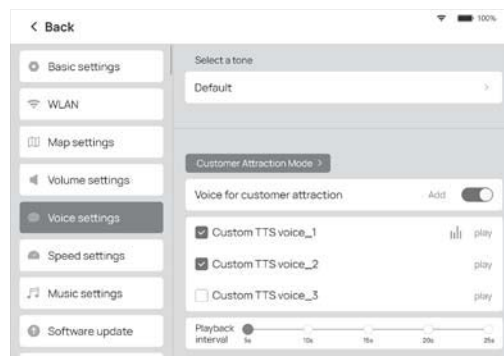 Back
100%
Basic settings
WLAN
Map settings
Volume settings
Voice settings
Speed settings
Music settings
Software update
Select a tone
Default
Customer Attraction Mode >
Voice for customer attraction
Add
Custom TTS voice_1
play
Custom TTS voice_2
play
Custom TTS voice_3
play
Playback
interval
5s 10s 15s 20s 25s